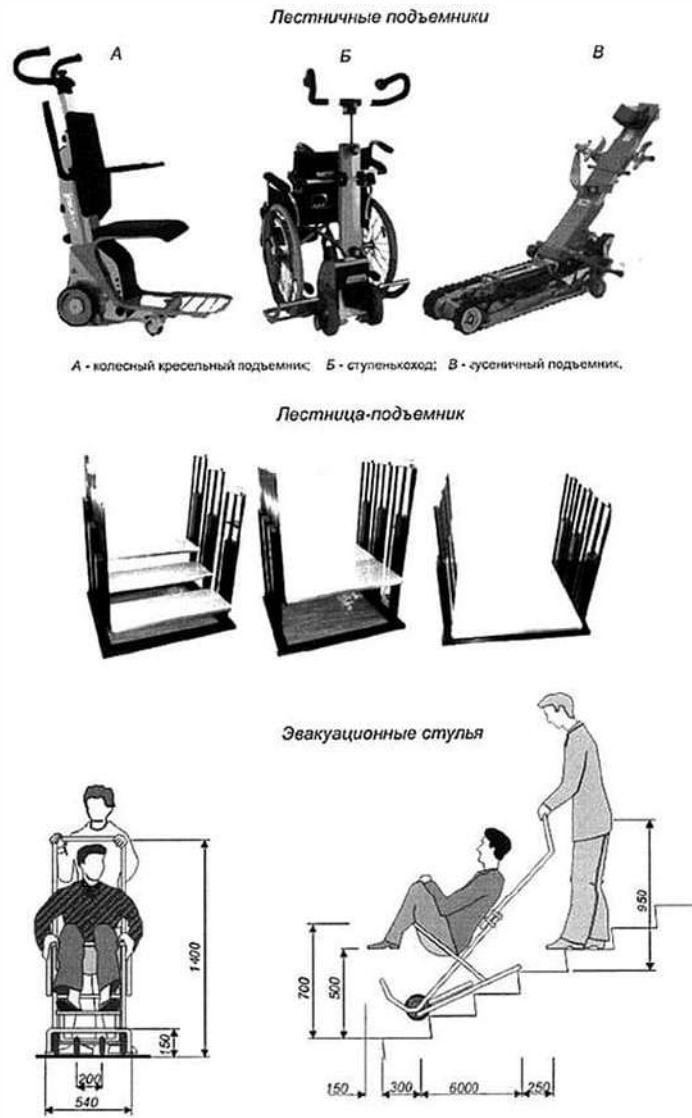 Лестничные подъемники
А Б В
А - колесный кресельный подъемник; Б - ступенькоход; В - гусеничный подъемник.
Лестница-подъемник
Эвакуационные стулья
1400
150
200
540
950
700
500
150 300 6000 250